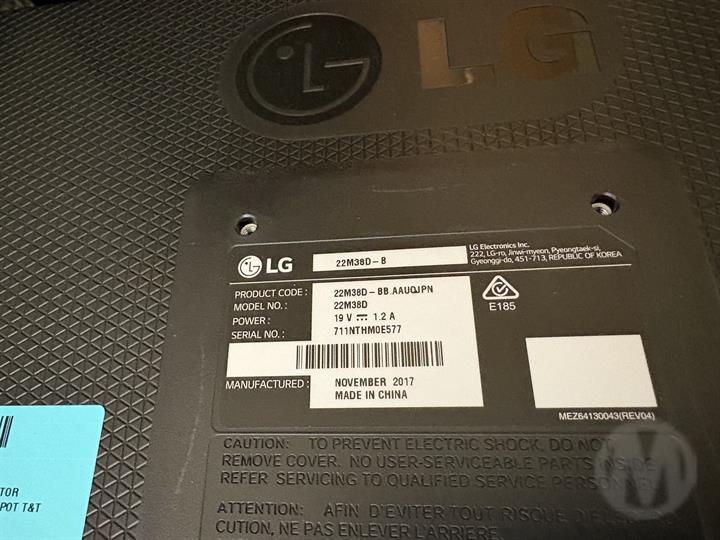 LG
LG
22M38D-B
LG Electronics Inc.
222, LG-ro, Jinwi-myeon, Pyeongtaek-si,
Gyeonggi-do, 451-713, REPUBLIC OF KOREA
PRODUCT CODE : 22M38D-BB.AAUQJPN
MODEL NO. : 22M38D
POWER : 19 V ⎓ 1.2 A
SERIAL NO. : 711NTHM0E577
E185
MANUFACTURED : NOVEMBER 2017
MADE IN CHINA
MEZ64130043(REV04)
CAUTION: TO PREVENT ELECTRIC SHOCK, DO NOT
REMOVE COVER. NO USER-SERVICEABLE PARTS INSIDE
REFER SERVICING TO QUALIFIED SERVICE PERSONNEL
ATTENTION: AFIN D'EVITER TOUT RISQUE D'ELE
CUTION, NE PAS ENLEVER L'ARRIERE.
TOR
POT T&T
M